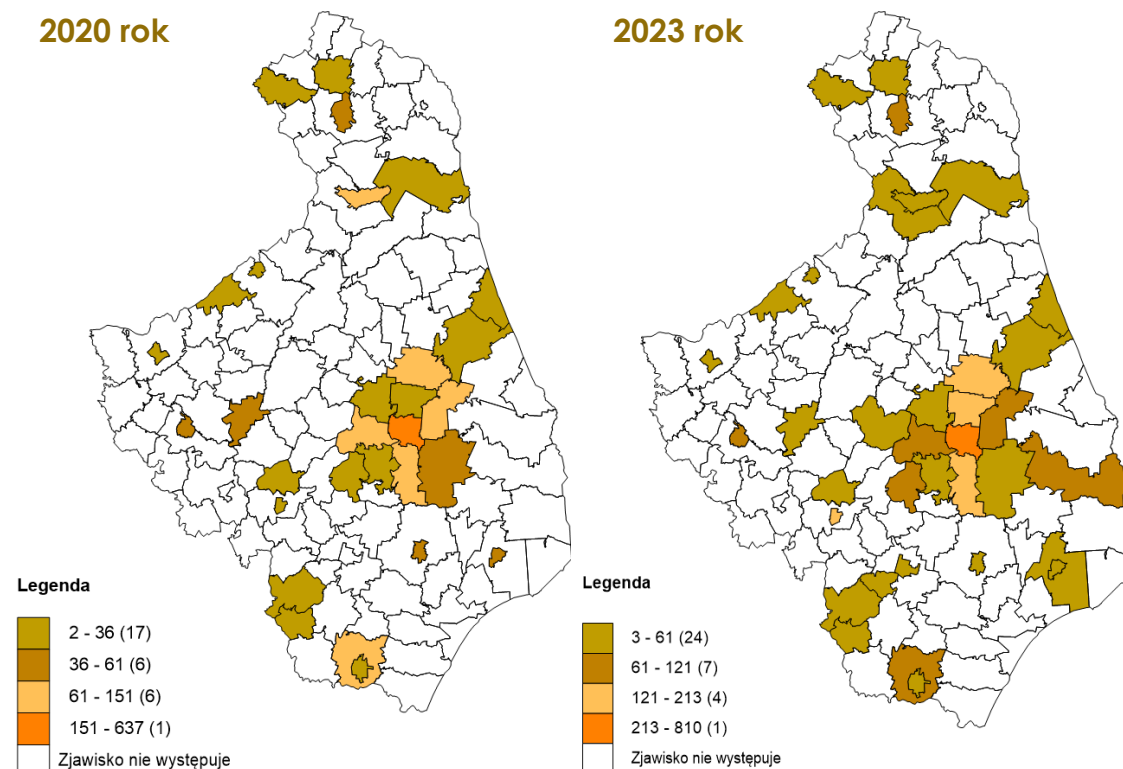 2020 rok
Legenda
2 - 36 (17)
36 - 61 (6)
61 - 151 (6)
151 - 637 (1)
Zjawisko nie występuje
2023 rok
Legenda
3 - 61 (24)
61 - 121 (7)
121 - 213 (4)
213 - 810 (1)
Zjawisko nie występuje